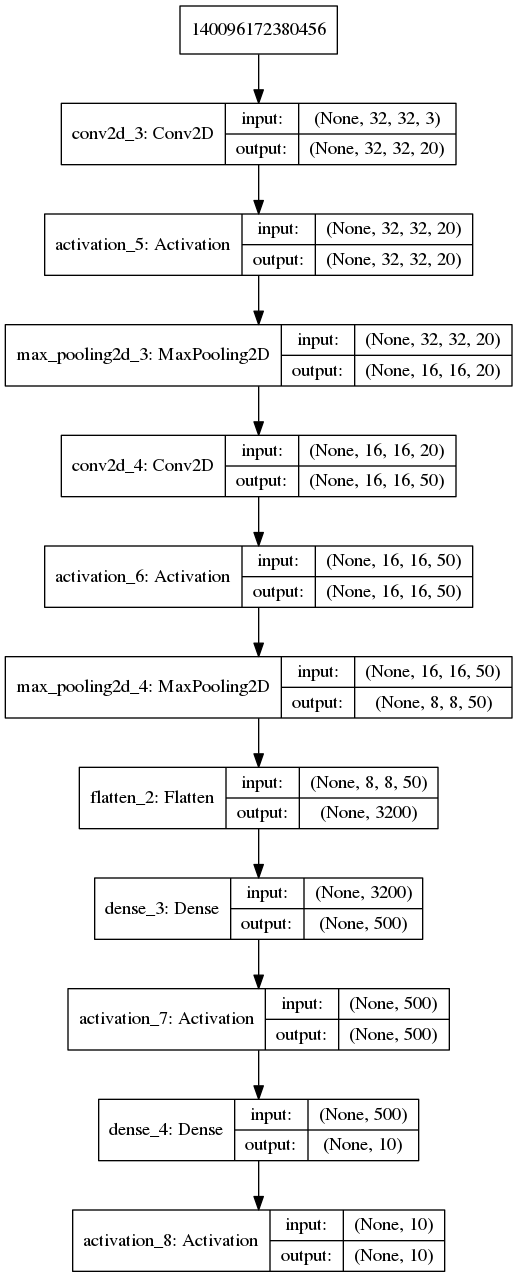 140096172380456
conv2d_3: Conv2D
input: (None, 32, 32, 3)
output: (None, 32, 32, 20)
activation_5: Activation
input: (None, 32, 32, 20)
output: (None, 32, 32, 20)
max_pooling2d_3: MaxPooling2D
input: (None, 32, 32, 20)
output: (None, 16, 16, 20)
conv2d_4: Conv2D
input: (None, 16, 16, 20)
output: (None, 16, 16, 50)
activation_6: Activation
input: (None, 16, 16, 50)
output: (None, 16, 16, 50)
max_pooling2d_4: MaxPooling2D
input: (None, 16, 16, 50)
output: (None, 8, 8, 50)
flatten_2: Flatten
input: (None, 8, 8, 50)
output: (None, 3200)
dense_3: Dense
input: (None, 3200)
output: (None, 500)
activation_7: Activation
input: (None, 500)
output: (None, 500)
dense_4: Dense
input: (None, 500)
output: (None, 10)
activation_8: Activation
input: (None, 10)
output: (None, 10)